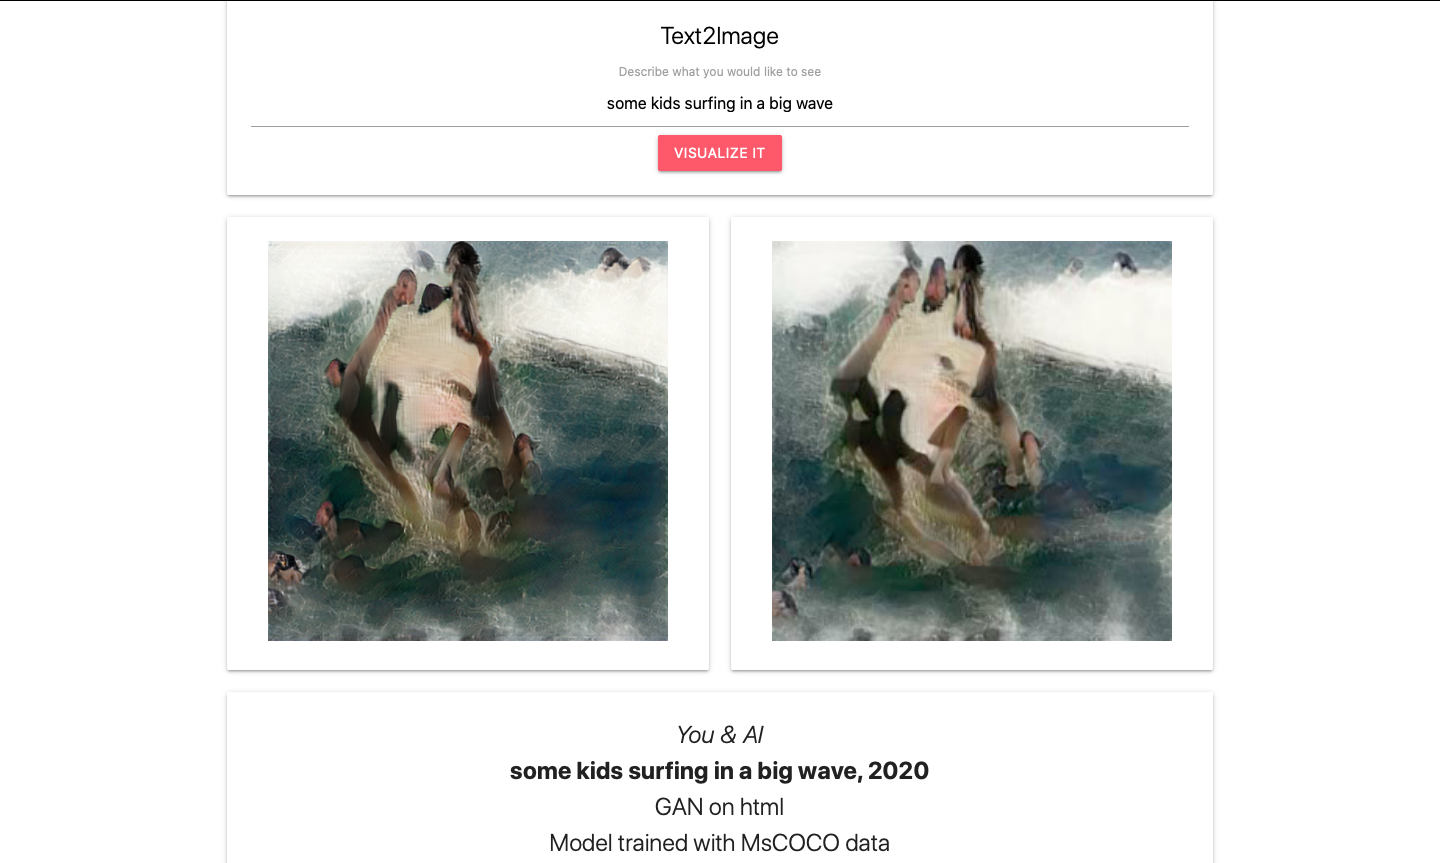 Text2Image
Describe what you would like to see
some kids surfing in a big wave
VISUALIZE IT
You & AI
some kids surfing in a big wave, 2020
GAN on html
Model trained with MsCOCO data